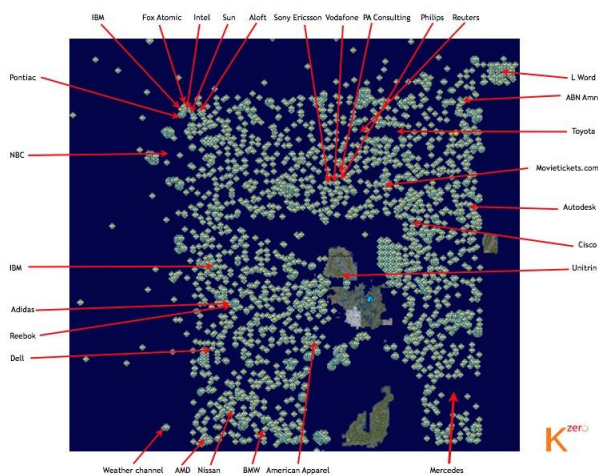 IBM
Fox Atomic
Intel
Sun
Aloft
Sony Ericsson
Vodafone
PA Consulting
Philips
Reuters
Pontiac
L Word
ABN Amro
NBC
Toyota
Movietickets.com
Autodesk
Cisco
IBM
Unitrin
Adidas
Reebok
Dell
Weather channel
AMD
Nissan
BMW
American Apparel
Mercedes
K zero